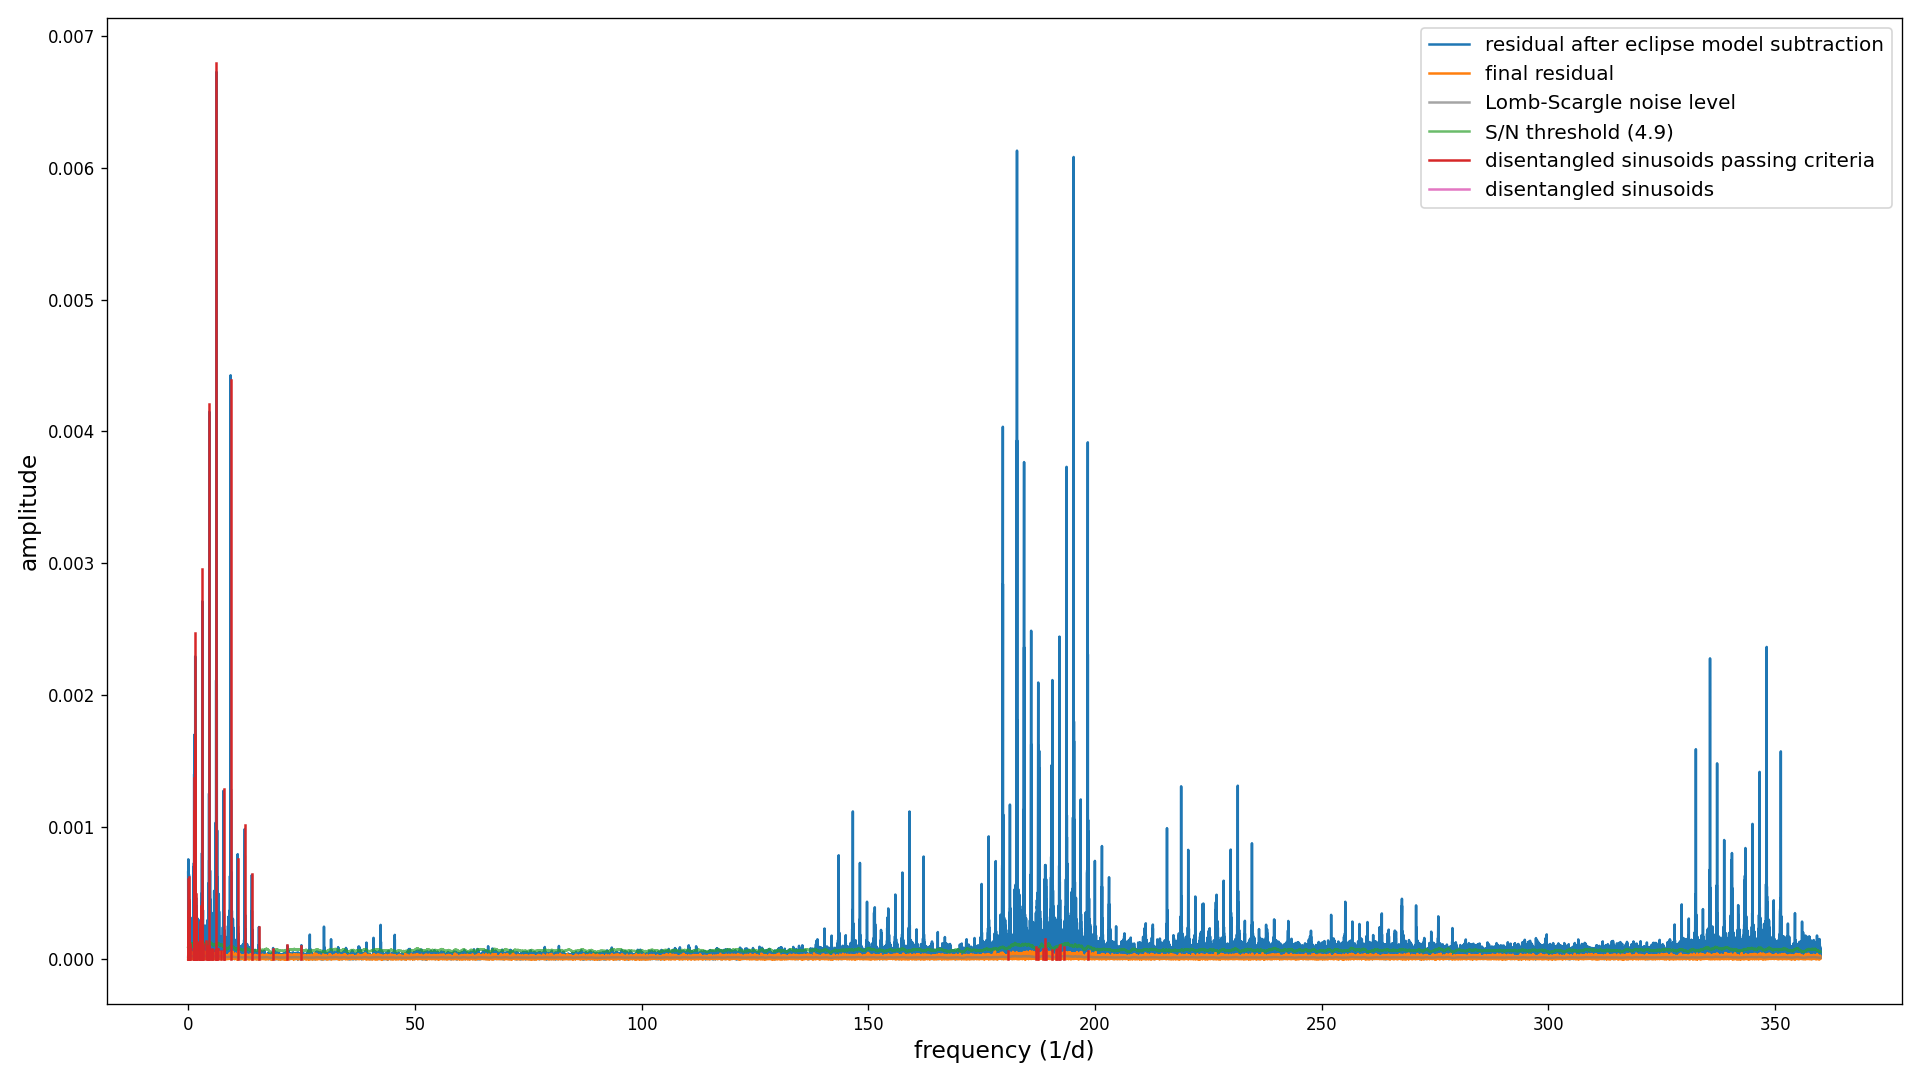 0.007
0.006
0.005
0.004
0.003
0.002
0.001
0.000
amplitude
residual after eclipse model subtraction
final residual
Lomb-Scargle noise level
S/N threshold (4.9)
disentangled sinusoids passing criteria
disentangled sinusoids
0 50 100 150 200 250 300 350
frequency (1/d)